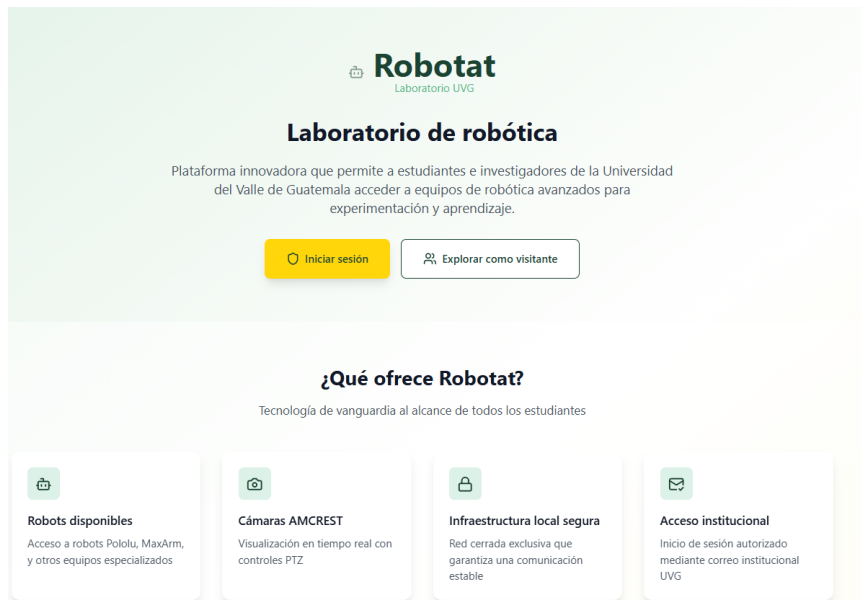 Robotat
Laboratorio UVG
Laboratorio de robótica
Plataforma innovadora que permite a estudiantes e investigadores de la Universidad
del Valle de Guatemala acceder a equipos de robótica avanzados para
experimentación y aprendizaje.
Iniciar sesión
Explorar como visitante
¿Qué ofrece Robotat?
Tecnología de vanguardia al alcance de todos los estudiantes
Robots disponibles
Acceso a robots Pololu, MaxArm,
y otros equipos especializados
Cámaras AMCREST
Visualización en tiempo real con
controles PTZ
Infraestructura local segura
Red cerrada exclusiva que
garantiza una comunicación
estable
Acceso institucional
Inicio de sesión autorizado
mediante correo institucional
UVG